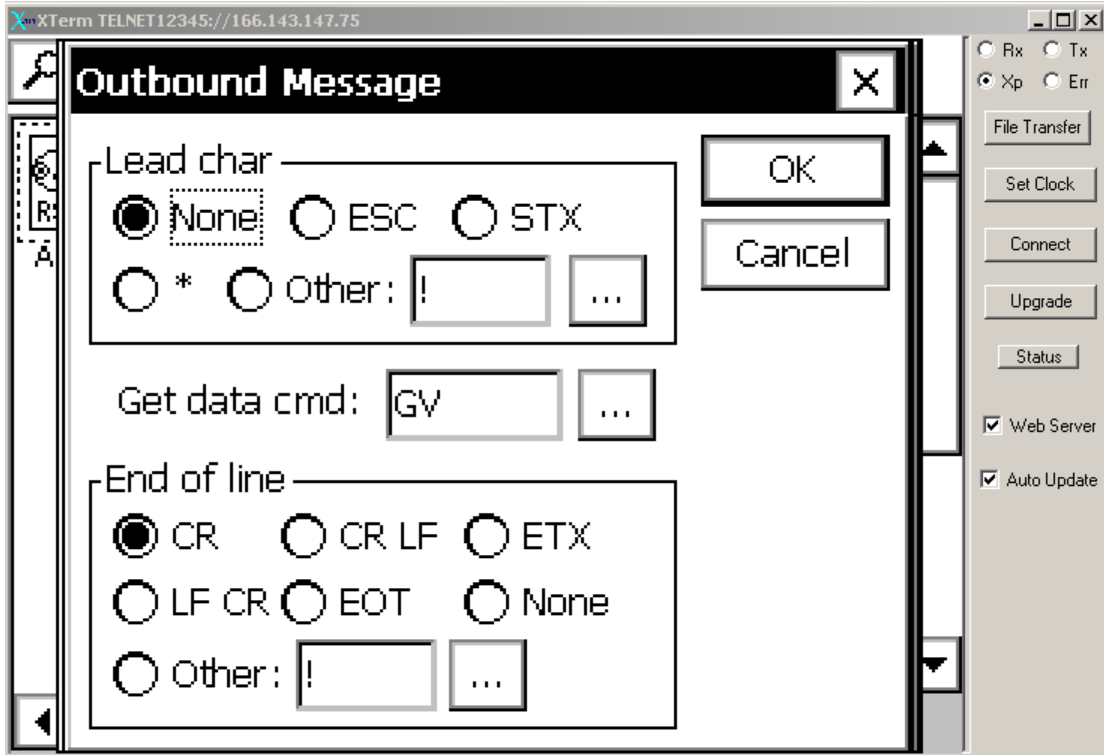 XTerm TELNET12345://166.143.147.75
Outbound Message
Lead char
None ESC STX
* Other: ! ...
OK
Cancel
Get data cmd: GV ...
End of line
CR CR LF ETX
LF CR EOT None
Other: ! ...
A
Rx Tx
Xp Err
File Transfer
Set Clock
Connect
Upgrade
Status
Web Server
Auto Update